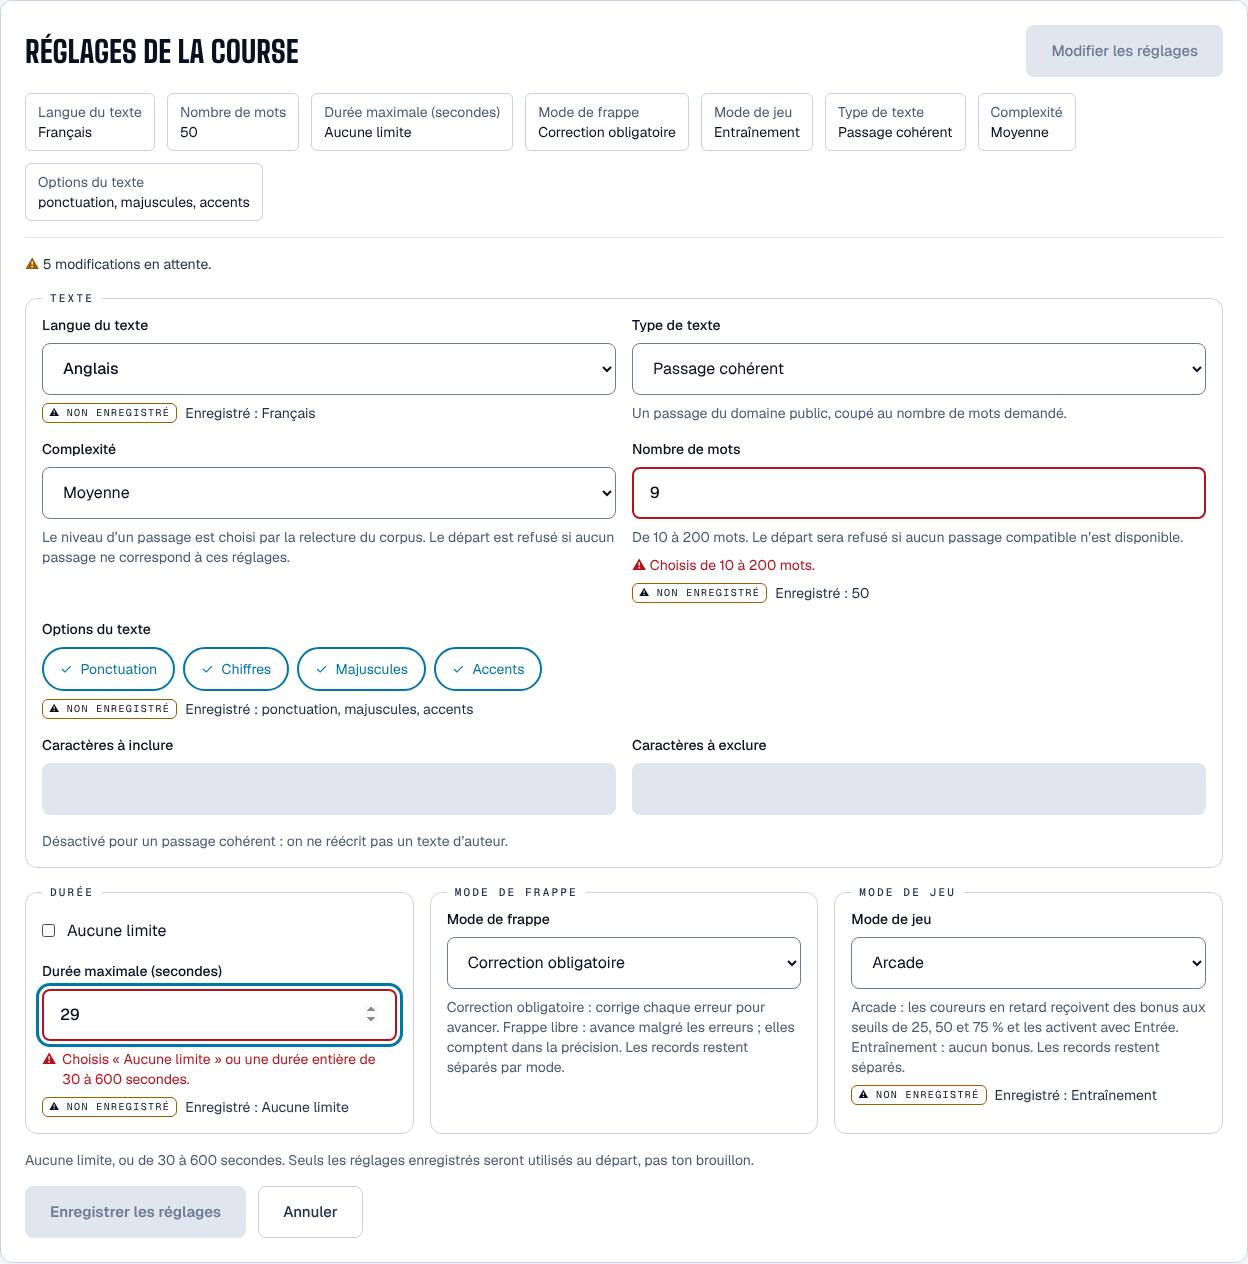 RÉGLAGES DE LA COURSE
Modifier les réglages
Langue du texte
Français
Nombre de mots
50
Durée maximale (secondes)
Aucune limite
Mode de frappe
Correction obligatoire
Mode de jeu
Entraînement
Type de texte
Passage cohérent
Complexité
Moyenne
Options du texte
ponctuation, majuscules, accents
5 modifications en attente.
TEXTE
Langue du texte
Anglais
NON ENREGISTRÉ Enregistré : Français
Type de texte
Passage cohérent
Un passage du domaine public, coupé au nombre de mots demandé.
Complexité
Moyenne
Le niveau d’un passage est choisi par la relecture du corpus. Le départ est refusé si aucun
passage ne correspond à ces réglages.
Nombre de mots
9
De 10 à 200 mots. Le départ sera refusé si aucun passage compatible n’est disponible.
Choisis de 10 à 200 mots.
NON ENREGISTRÉ Enregistré : 50
Options du texte
Ponctuation
Chiffres
Majuscules
Accents
NON ENREGISTRÉ Enregistré : ponctuation, majuscules, accents
Caractères à inclure
Caractères à exclure
Désactivé pour un passage cohérent : on ne réécrit pas un texte d’auteur.
DURÉE
Aucune limite
Durée maximale (secondes)
29
Choisis « Aucune limite » ou une durée entière de
30 à 600 secondes.
NON ENREGISTRÉ Enregistré : Aucune limite
MODE DE FRAPPE
Mode de frappe
Correction obligatoire
Correction obligatoire : corrige chaque erreur pour
avancer. Frappe libre : avance malgré les erreurs ; elles
comptent dans la précision. Les records restent
séparés par mode.
MODE DE JEU
Mode de jeu
Arcade
Arcade : les coureurs en retard reçoivent des bonus aux
seuils de 25, 50 et 75 % et les activent avec Entrée.
Entraînement : aucun bonus. Les records restent
séparés.
NON ENREGISTRÉ Enregistré : Entraînement
Aucune limite, ou de 30 à 600 secondes. Seuls les réglages enregistrés seront utilisés au départ, pas ton brouillon.
Enregistrer les réglages
Annuler